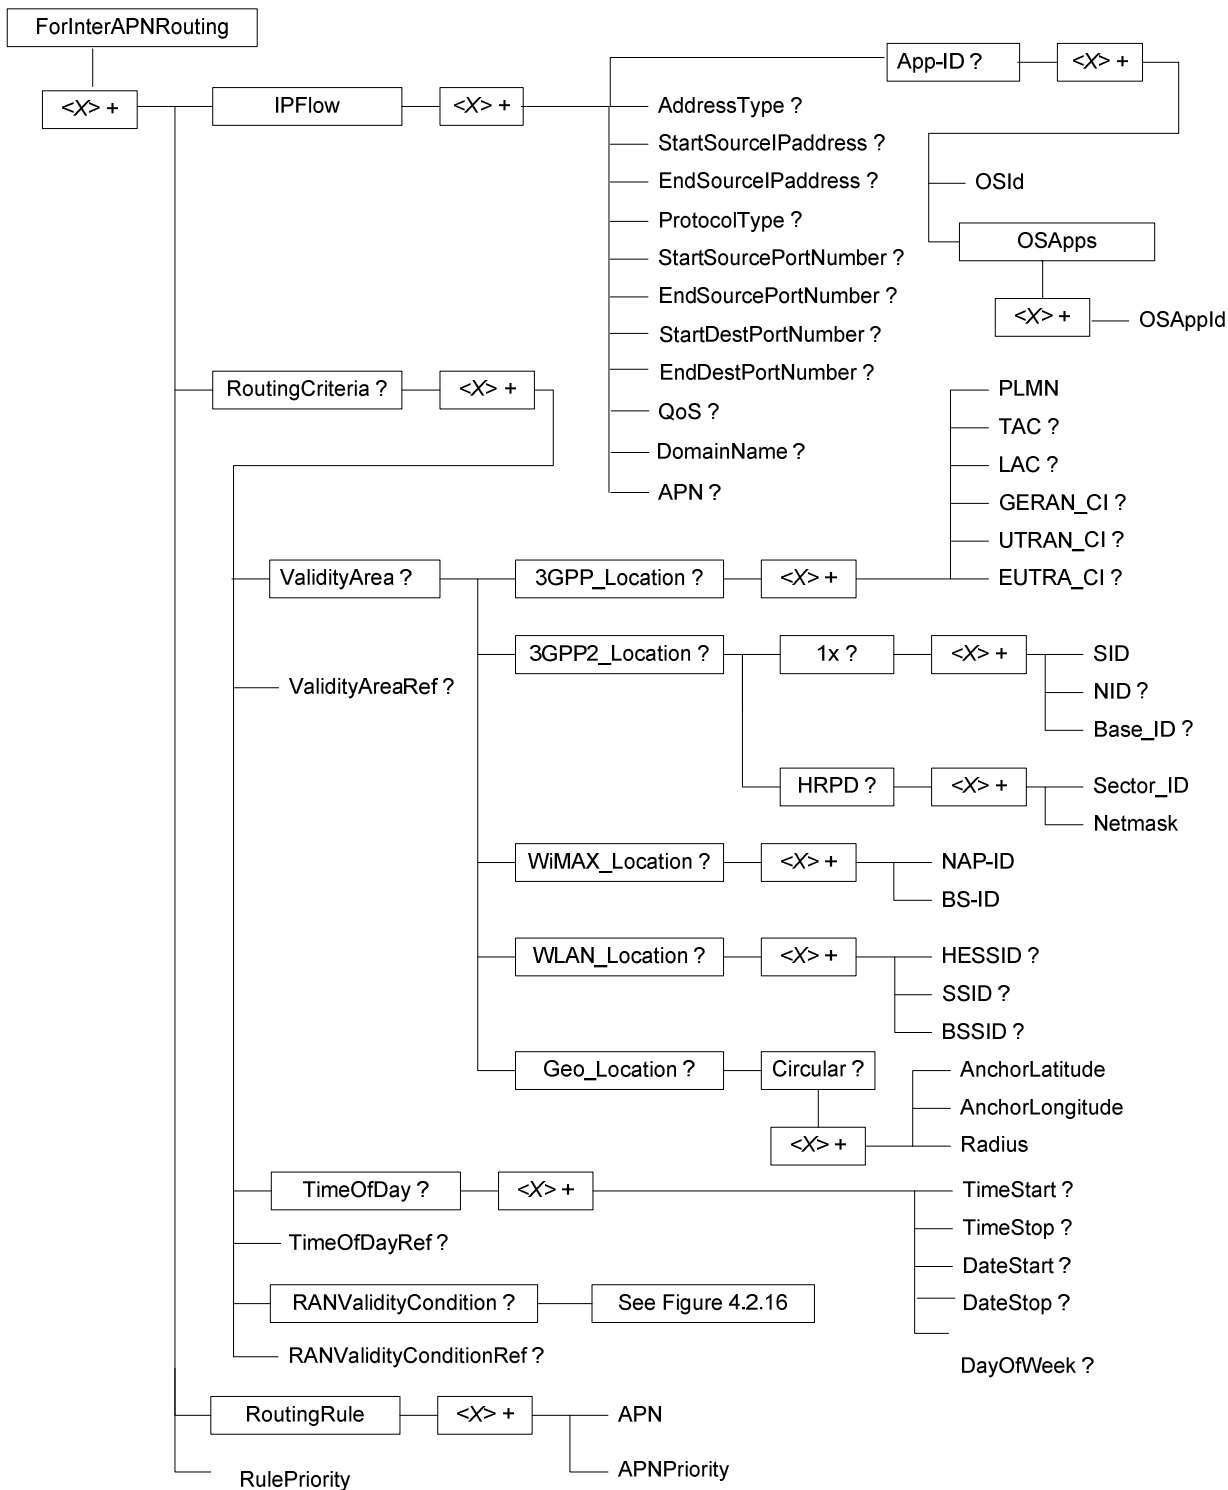 ForInterAPNRouting
App-ID ?
<X> +
<X> +
IPFlow
<X> +
AddressType ?
StartSourceIPaddress ?
EndSourceIPaddress ?
OSId
ProtocolType ?
OSApps
StartSourcePortNumber ?
EndSourcePortNumber ?
<X> +
OSAppId
StartDestPortNumber ?
EndDestPortNumber ?
RoutingCriteria ?
<X> +
PLMN
QoS ?
TAC ?
DomainName ?
LAC ?
APN ?
GERAN_CI ?
UTRAN_CI ?
ValidityArea ?
3GPP_Location ?
<X> +
EUTRA_CI ?
3GPP2_Location ?
1x ?
<X> +
SID
ValidityAreaRef ?
NID ?
Base_ID ?
HRPD ?
<X> +
Sector_ID
Netmask
WiMAX_Location ?
<X> +
NAP-ID
BS-ID
WLAN_Location ?
<X> +
HESSID ?
SSID ?
BSSID ?
Geo_Location ?
Circular ?
AnchorLatitude
AnchorLongitude
<X> +
Radius
TimeOfDay ?
<X> +
TimeStart ?
TimeStop ?
TimeOfDayRef ?
DateStart ?
RANValidityCondition ?
See Figure 4.2.16
DateStop ?
RANValidityConditionRef ?
DayOfWeek ?
RoutingRule
<X> +
APN
APNPriority
RulePriority